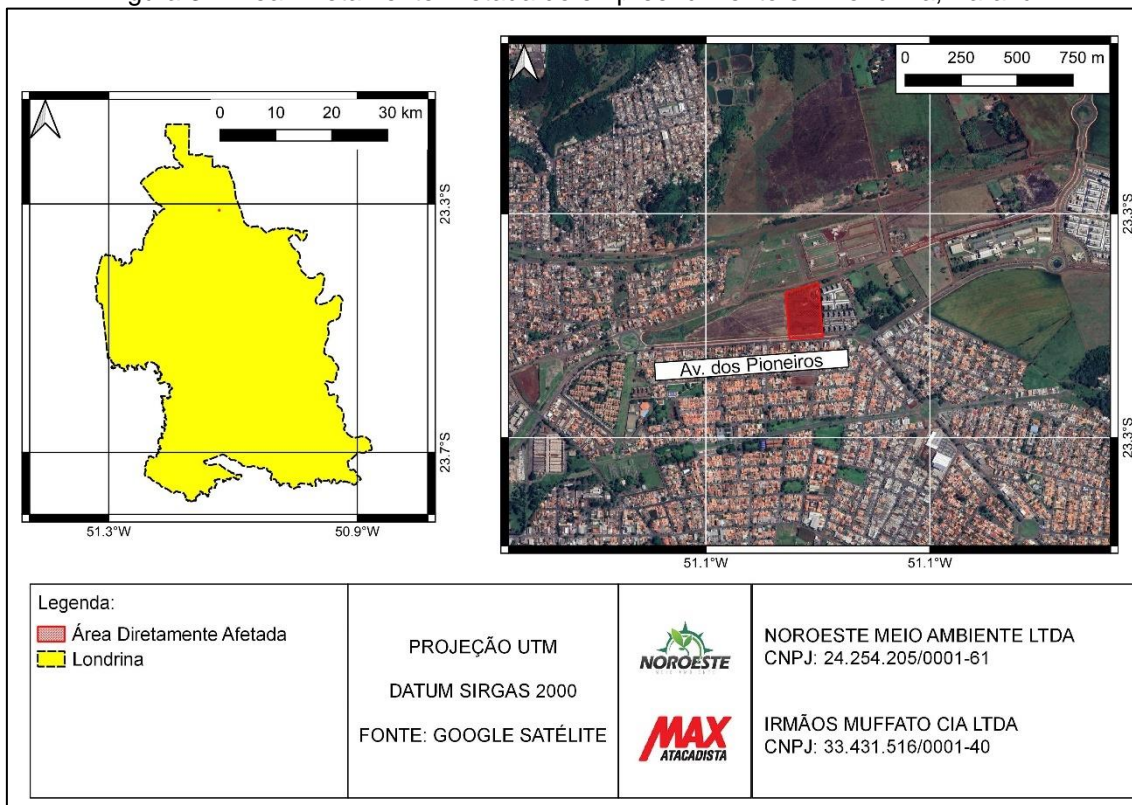 0 10 20 30 km
23.3°S
23.7°S
51.3°W 50.9°W
0 250 500 750 m
Av. dos Pioneiros
23.3°S
23.3°S
51.1°W 51.1°W
Legenda:
Área Diretamente Afetada
Londrina
PROJEÇÃO UTM
DATUM SIRGAS 2000
FONTE: GOOGLE SATÉLITE
NOROESTE
MEIO AMBIENTE
MAX
ATACADISTA
NOROESTE MEIO AMBIENTE LTDA
CNPJ: 24.254.205/0001-61
IRMÃOS MUFFATO CIA LTDA
CNPJ: 33.431.516/0001-40